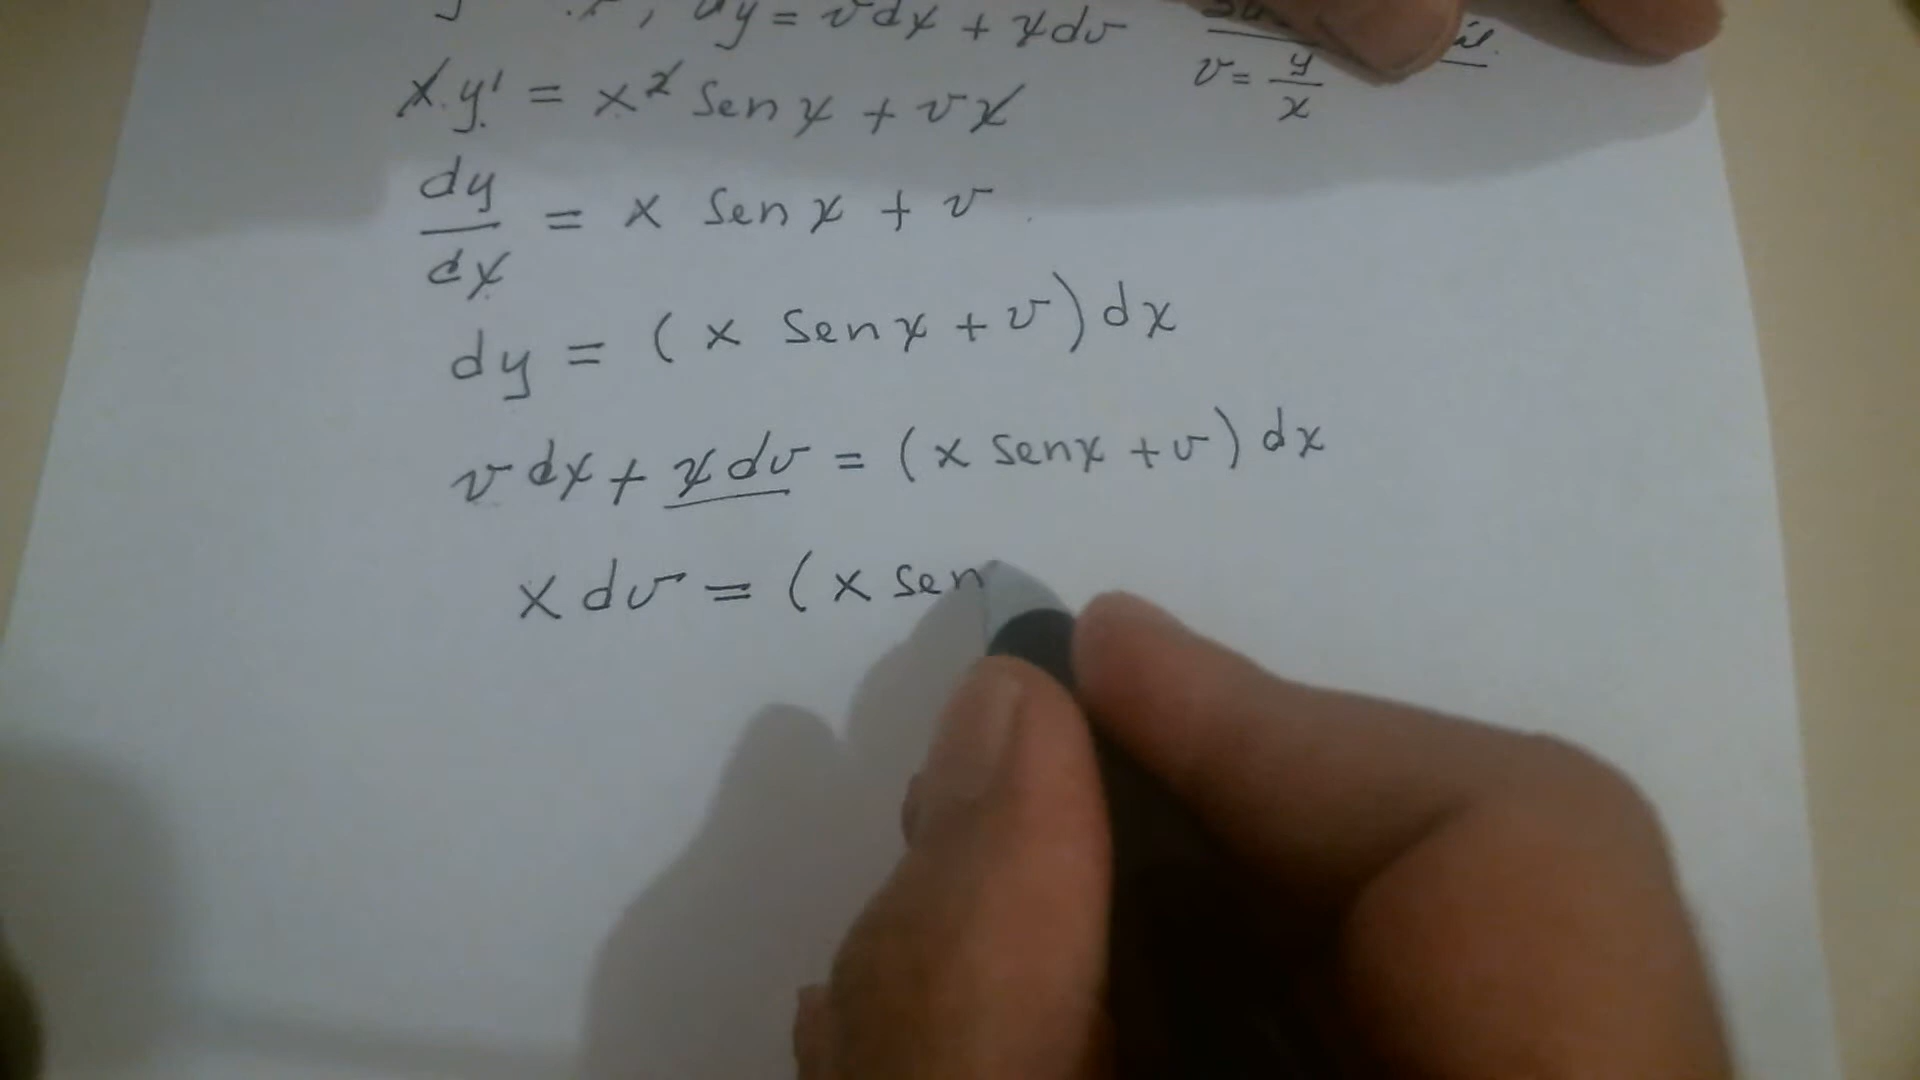 dy = v dx + x dv
v = y/x
x.y' = x² Sen x + v x
dy/dx = x Sen x + v
dy = (x Sen x + v) dx
v dx + x dv = (x sen x + v) dx
x dv = (x sen